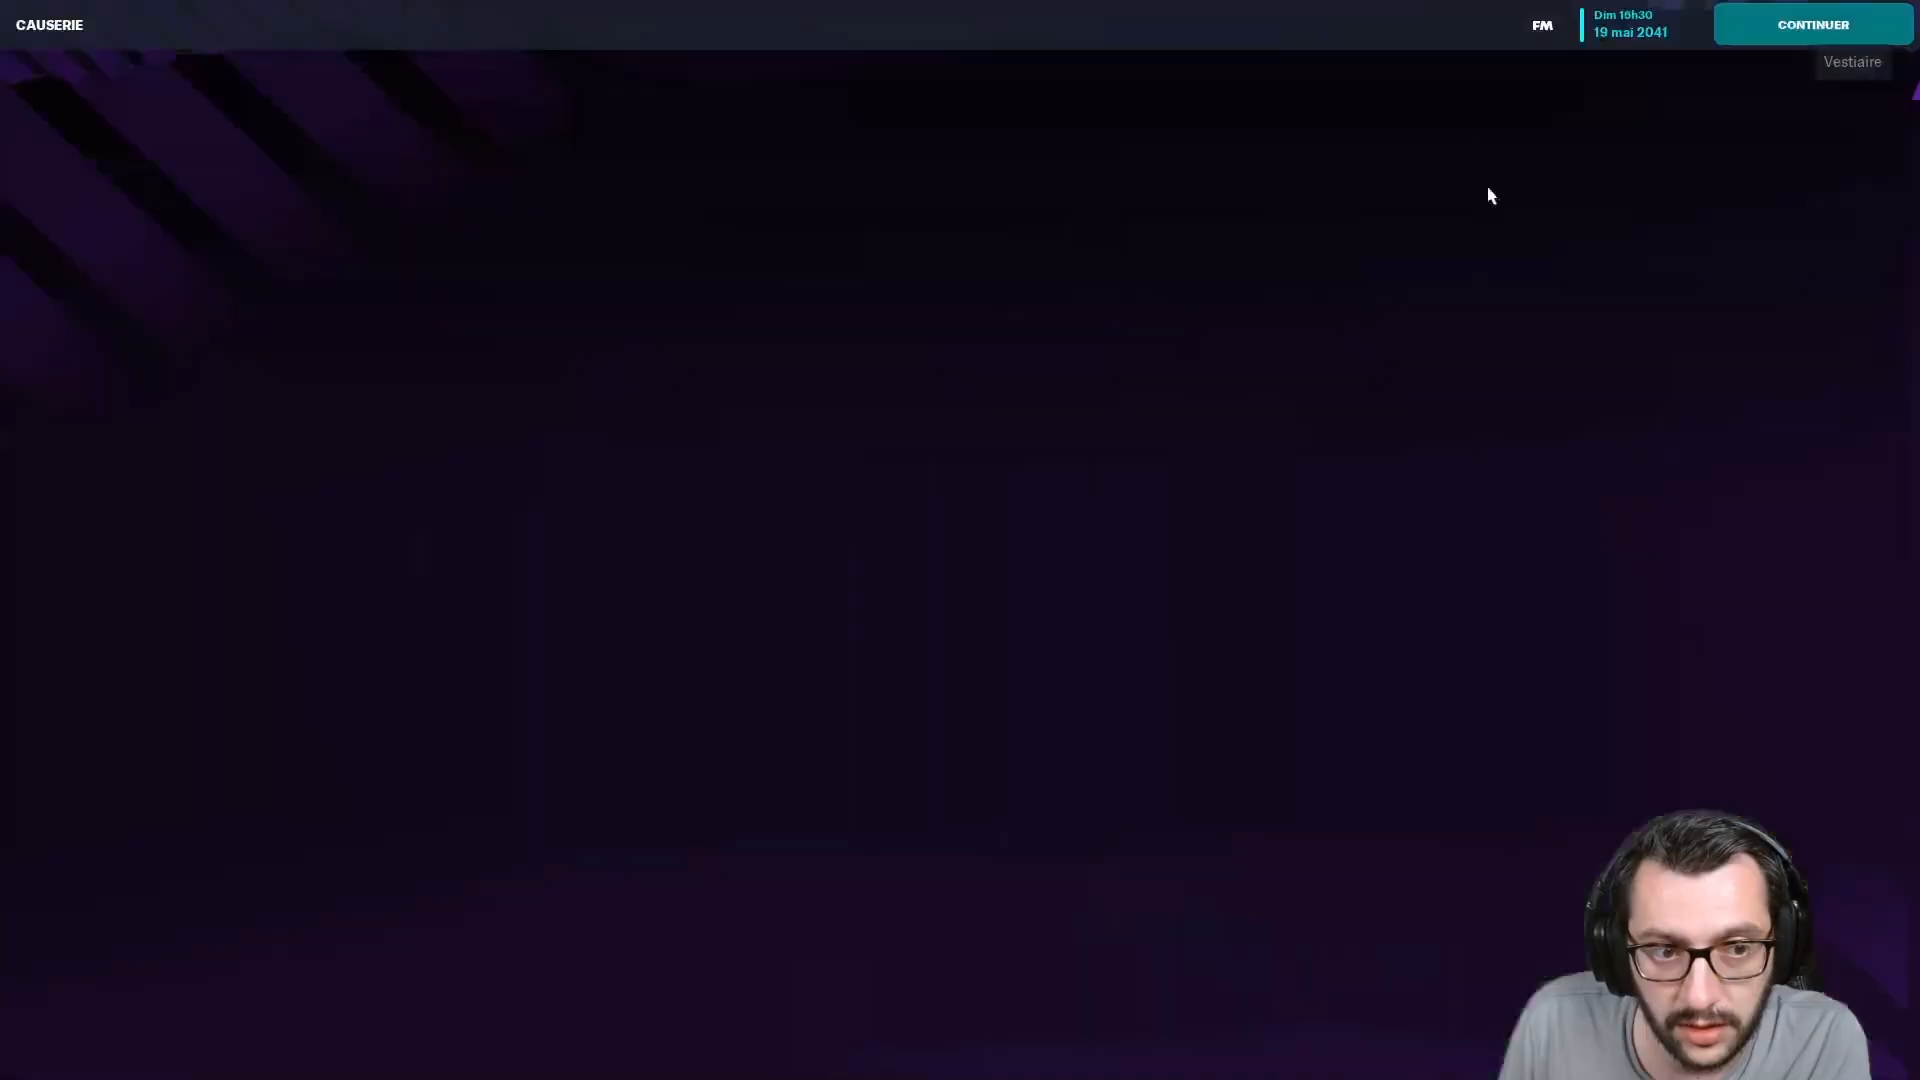 CAUSERIE
FM
Dim 16h30
19 mai 2041
CONTINUER
Vestiaire